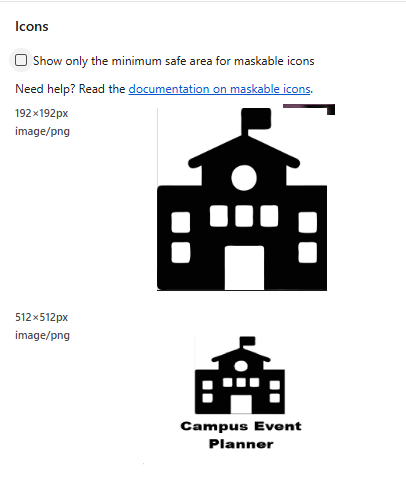 Icons
Show only the minimum safe area for maskable icons
Need help? Read the documentation on maskable icons.
192×192px
image/png
512×512px
image/png
Campus Event
Planner